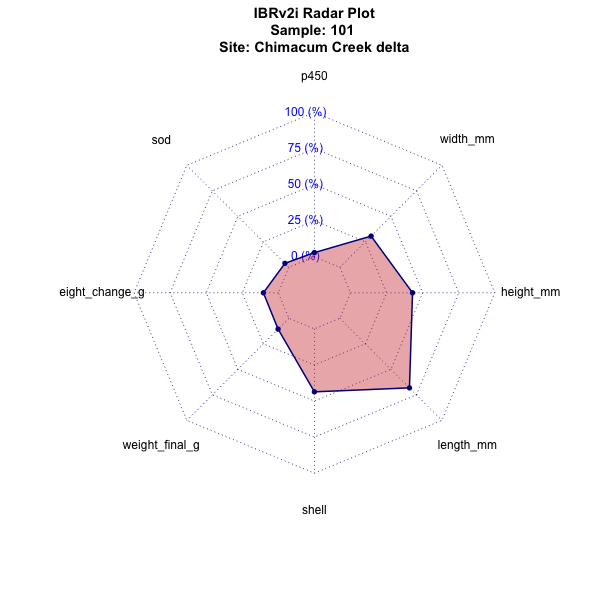 IBRv2i Radar Plot
Sample: 101
Site: Chimacum Creek delta
p450
100 (%)
sod
width_mm
75 (%)
50 (%)
25 (%)
0 (%)
eight_change_g
height_mm
weight_final_g
length_mm
shell